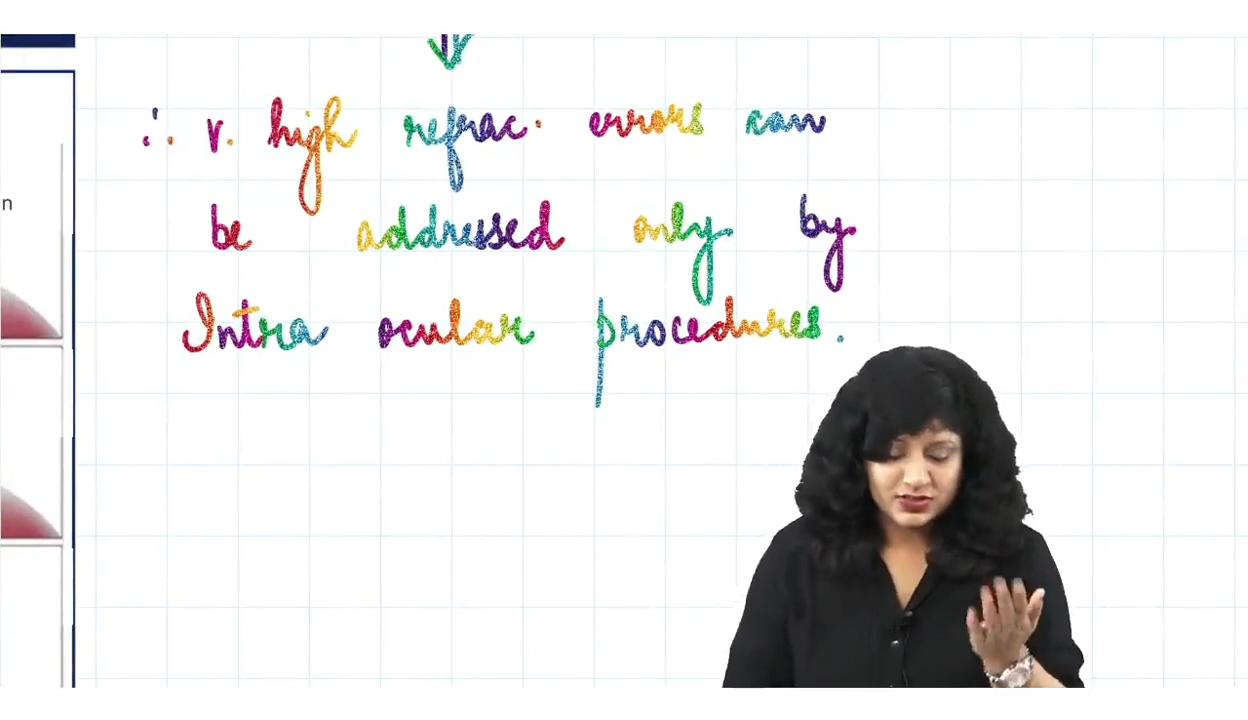 ∴ v. high refrac. errors can
n
be addressed only by
Intra ocular procedures.